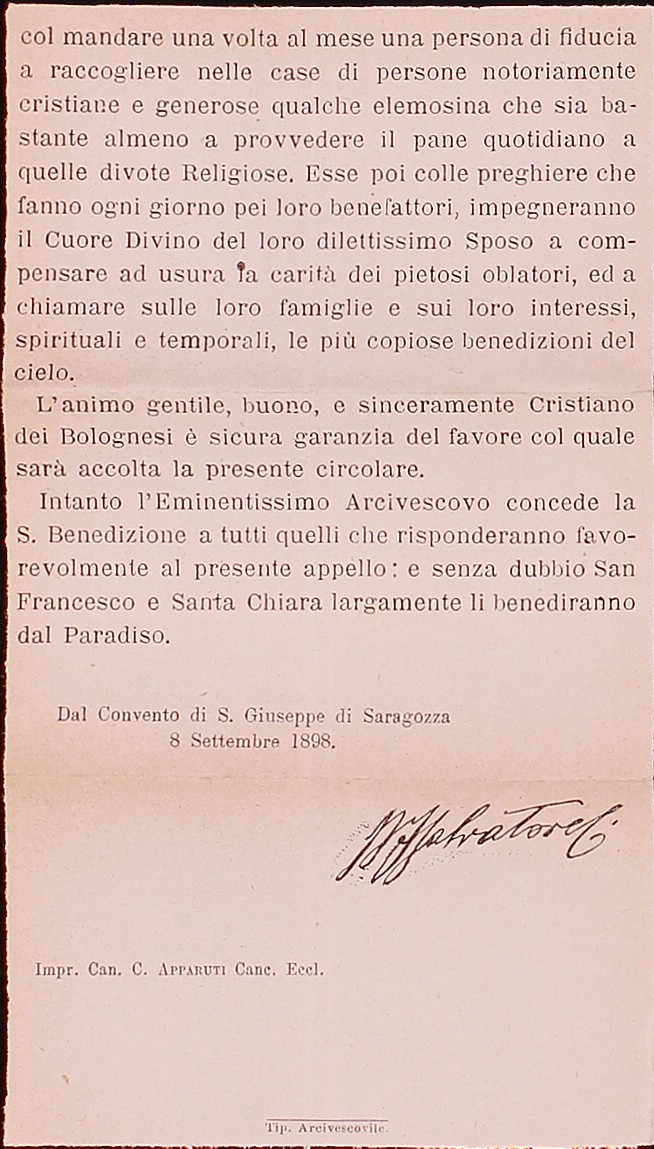 col mandare una volta al mese una persona di fiducia
a raccogliere nelle case di persone notoriamente
cristiane e generose qualche elemosina che sia ba-
stante almeno a provvedere il pane quotidiano a
quelle divote Religiose. Esse poi colle preghiere che
fanno ogni giorno pei loro benefattori, impegneranno
il Cuore Divino del loro dilettissimo Sposo a com-
pensare ad usura la carità dei pietosi oblatori, ed a
chiamare sulle loro famiglie e sui loro interessi,
spirituali e temporali, le più copiose benedizioni del
cielo.
L'animo gentile, buono, e sinceramente Cristiano
dei Bolognesi è sicura garanzia del favore col quale
sarà accolta la presente circolare.
Intanto l'Eminentissimo Arcivescovo concede la
S. Benedizione a tutti quelli che risponderanno favo-
revolmente al presente appello: e senza dubbio San
Francesco e Santa Chiara largamente li benediranno
dal Paradiso.
Dal Convento di S. Giuseppe di Saragozza
8 Settembre 1898.
Salvatore
Impr. Can. C. APPARUTI Canc. Eccl.
Tip. Arcivescovile.